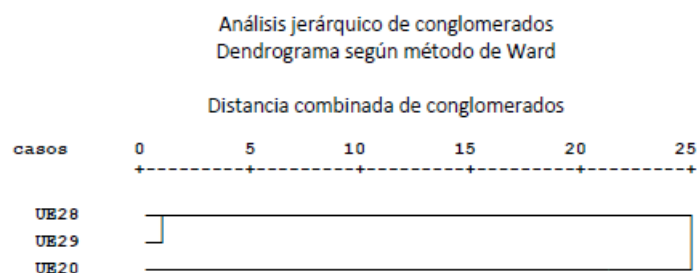 Análisis jerárquico de conglomerados
Dendrograma según método de Ward
Distancia combinada de conglomerados
casos 0 5 10 15 20 25
+---------+---------+---------+---------+---------+
UE28
UE29
UE20